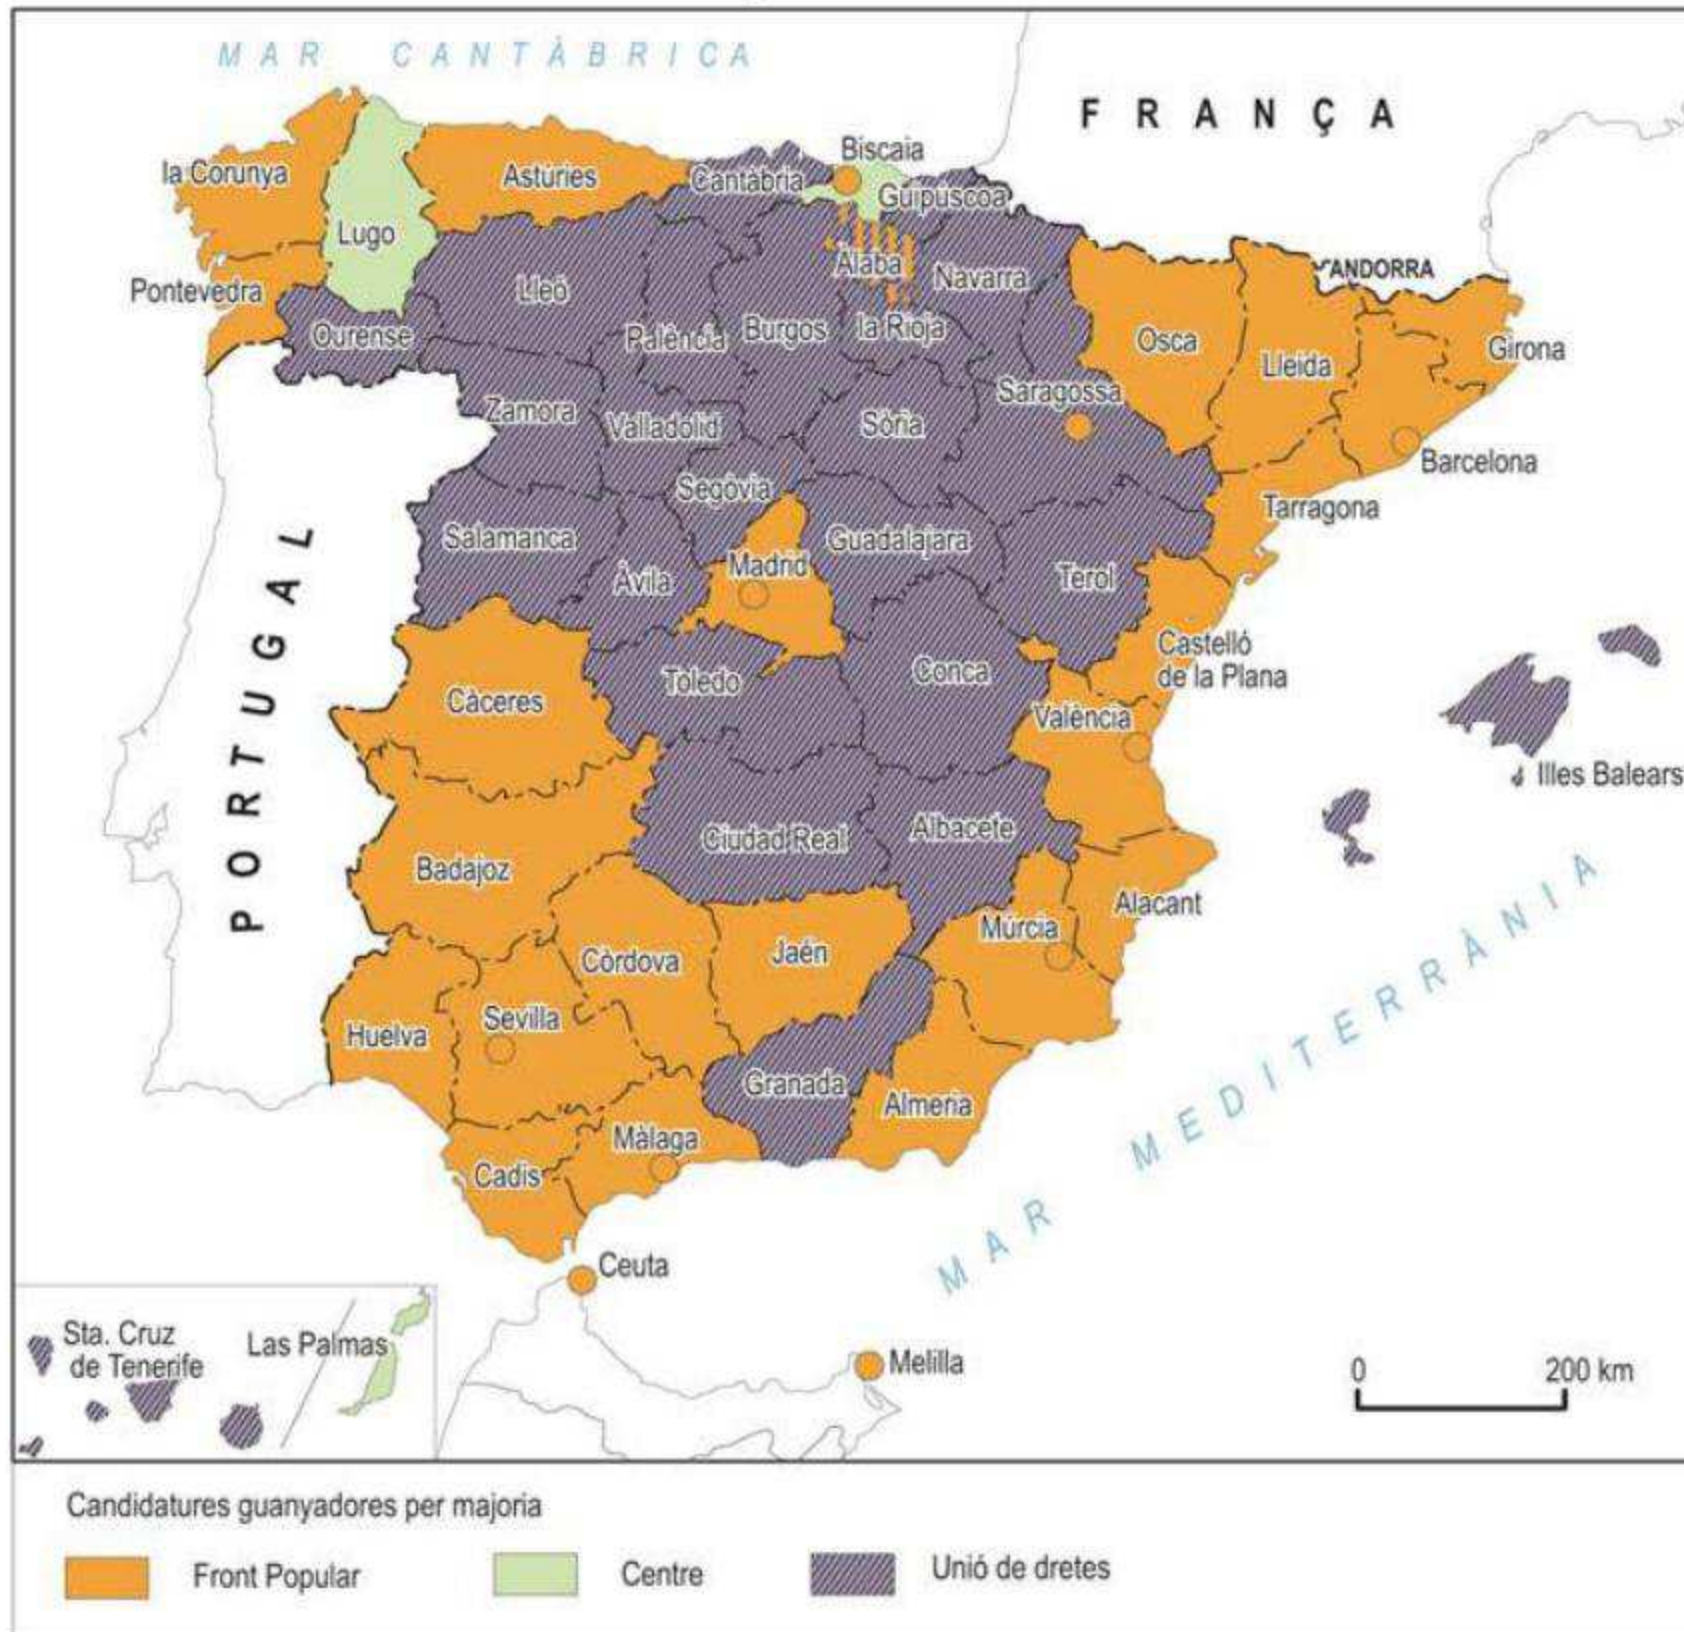 MAR CANTÀBRICA
FRANÇA
Biscaia
la Corunya
Astúries
Cantàbria
Guipúscoa
Lugo
Àlaba
Navarra
ANDORRA
Pontevedra
Lleó
Ourense
Palència
Burgos
la Rioja
Osca
Lleida
Girona
Saragossa
Zamora
Valladolid
Sòria
Barcelona
Segòvia
Tarragona
Salamanca
Guadalajara
PORTUGAL
Àvila
Madrid
Terol
Castelló
de la Plana
Càceres
Toledo
Conca
València
Illes Balears
Badajoz
Ciudad Real
Albacete
Alacant
Múrcia
Còrdova
Jaén
Huelva
Sevilla
Granada
Almeria
Màlaga
Cadis
MAR MEDITERRÀNIA
Ceuta
Melilla
Sta. Cruz
de Tenerife
Las Palmas
0 200 km
Candidatures guanyadores per majoria
Front Popular
Centre
Unió de dretes